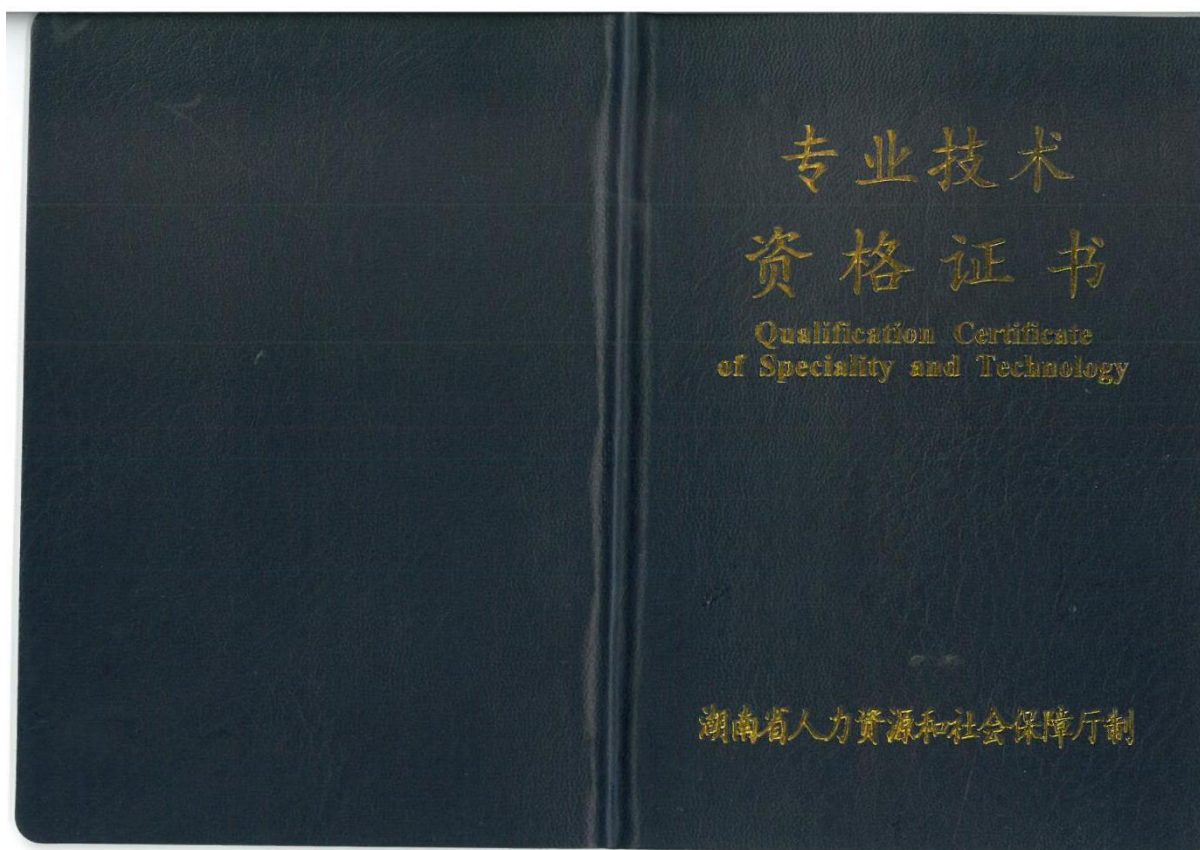 专业技术
资格证书
Qualification Certificate
of Speciality and Technology
湖南省人力资源和社会保障厅制